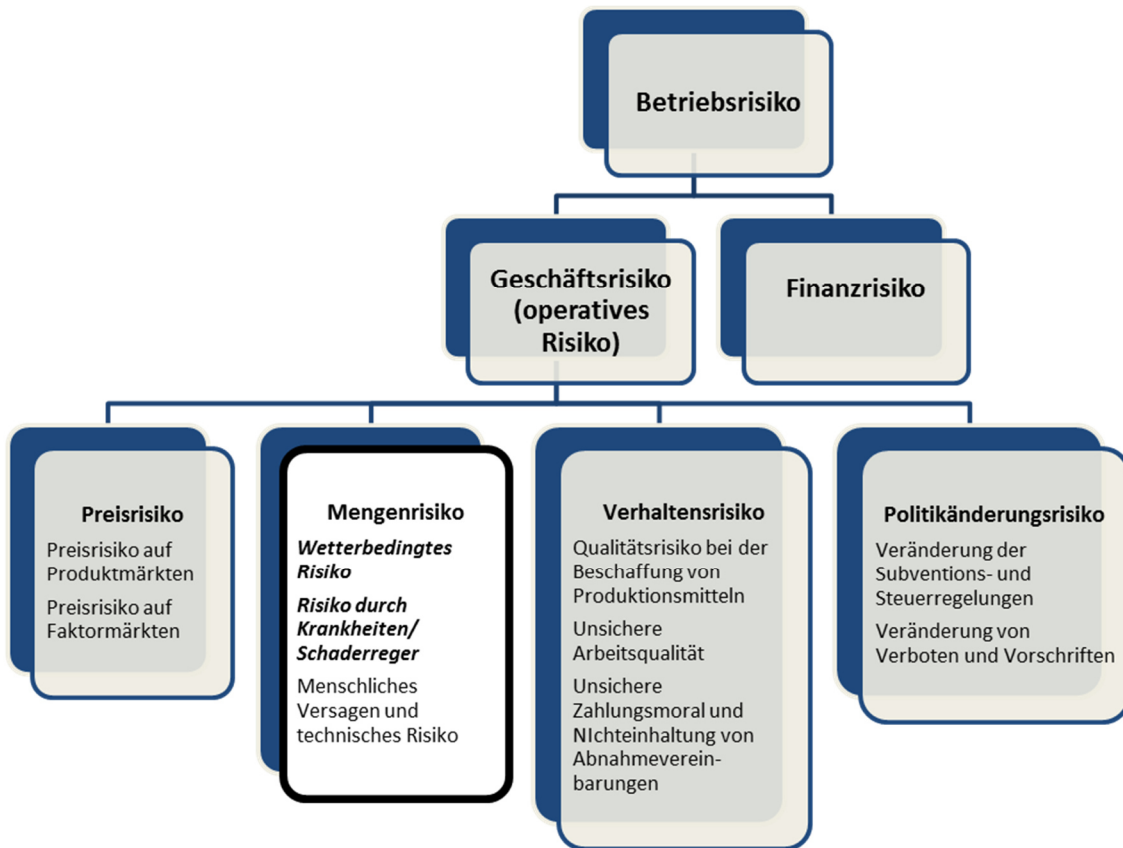 Betriebsrisiko
Geschäftsrisiko
(operatives
Risiko)
Finanzrisiko
Preisrisiko
Preisrisiko auf
Produktmärkten
Preisrisiko auf
Faktormärkten
Mengenrisiko
Wetterbedingtes
Risiko
Risiko durch
Krankheiten/
Schaderreger
Menschliches
Versagen und
technisches Risiko
Verhaltensrisiko
Qualitätsrisiko bei der
Beschaffung von
Produktionsmitteln
Unsichere
Arbeitsqualität
Unsichere
Zahlungsmoral und
NIchteinhaltung von
Abnahmeverein-
barungen
Politikänderungsrisiko
Veränderung der
Subventions- und
Steuerregelungen
Veränderung von
Verboten und Vorschriften